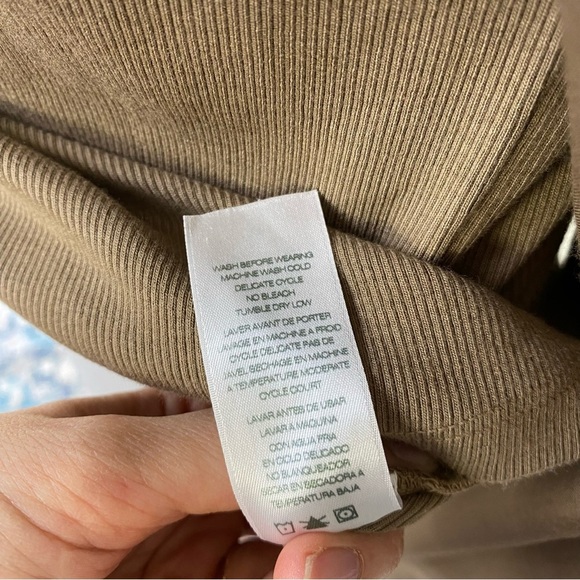 WASH BEFORE WEARING
MACHINE WASH COLD
DELICATE CYCLE
NO BLEACH
TUMBLE DRY LOW
LAVER AVANT DE PORTER
LAVAGE EN MACHINE A FROID
CYCLE DELICATE PAS DE
JAVEL SECHAGE EN MACHINE
A TEMPERATURE MODERATE
CYCLE COURT
LAVAR ANTES DE USAR
LAVAR A MAQUINA
CON AGUA FRIA
EN CICLO DELICADO
NO BLANQUEADOR
SECAR EN SECADORA A
TEMPERATURA BAJA